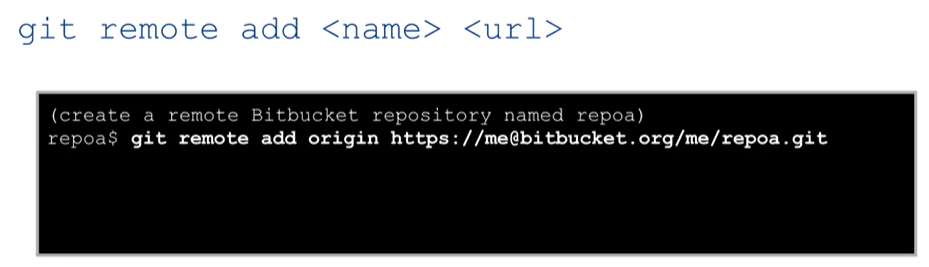 git remote add <name> <url>
(create a remote Bitbucket repository named repoa)
repoa$ git remote add origin https://me@bitbucket.org/me/repoa.git